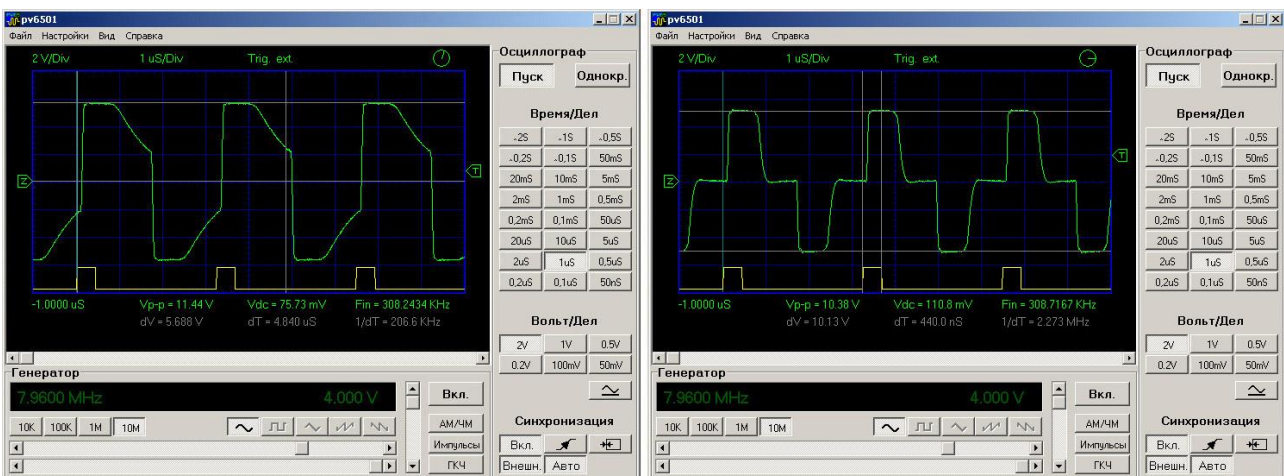 pv6501
Файл Настройки Вид Справка
2 V/Div 1 uS/Div Trig. ext.
T
Z
-1.0000 uS Vp-p = 11.44 V Vdc = 75.73 mV Fin = 308.2434 KHz
dV = 5.688 V dT = 4.840 uS 1/dT = 206.6 KHz
Осциллограф
Пуск Однокр.
Время/Дел
-2S -1S -0,5S
-0,2S -0,1S 50mS
20mS 10mS 5mS
2mS 1mS 0,5mS
0,2mS 0,1mS 50uS
20uS 10uS 5uS
2uS 1uS 0,5uS
0,2uS 0,1uS 50nS
Вольт/Дел
2V 1V 0.5V
0.2V 100mV 50mV
Генератор
7.9600 MHz 4.000 V
Вкл.
10K 100K 1M 10M
АМ/ЧМ
Импульсы
ГКЧ
Синхронизация
Вкл.
Внешн. Авто
pv6501
Файл Настройки Вид Справка
2 V/Div 1 uS/Div Trig. ext.
T
Z
-1.0000 uS Vp-p = 10.38 V Vdc = 110.8 mV Fin = 308.7167 KHz
dV = 10.13 V dT = 440.0 nS 1/dT = 2.273 MHz
Осциллограф
Пуск Однокр.
Время/Дел
-2S -1S -0,5S
-0,2S -0,1S 50mS
20mS 10mS 5mS
2mS 1mS 0,5mS
0,2mS 0,1mS 50uS
20uS 10uS 5uS
2uS 1uS 0,5uS
0,2uS 0,1uS 50nS
Вольт/Дел
2V 1V 0.5V
0.2V 100mV 50mV
Генератор
7.9600 MHz 4.000 V
Вкл.
10K 100K 1M 10M
АМ/ЧМ
Импульсы
ГКЧ
Синхронизация
Вкл.
Внешн. Авто